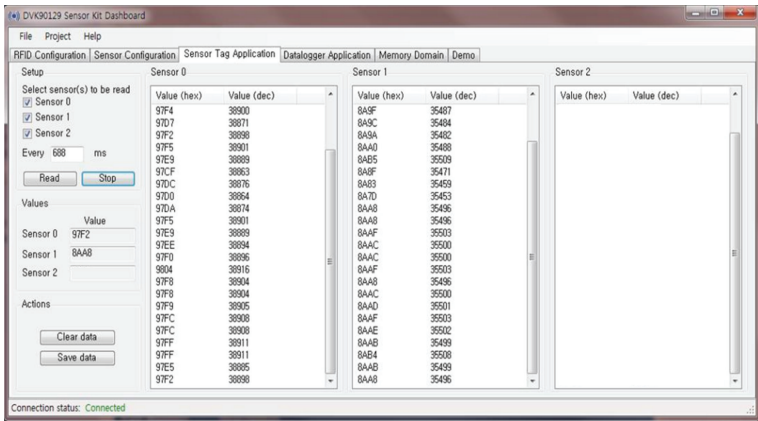 DVK90129 Sensor Kit Dashboard
File Project Help
RFID Configuration Sensor Configuration Sensor Tag Application Datalogger Application Memory Domain Demo
Setup
Select sensor(s) to be read
Sensor 0
Sensor 1
Sensor 2
Every 688 ms
Read Stop
Values
Value
Sensor 0 97F2
Sensor 1 8AA8
Sensor 2
Actions
Clear data
Save data
Sensor 0
Value (hex) Value (dec)
97F4 38900
97D7 38871
97F2 38898
97F5 38901
97E9 38889
97CF 38863
97DC 38876
97D0 38864
97DA 38874
97F5 38901
97E9 38889
97EE 38894
97F0 38896
9804 38916
97F8 38904
97F8 38904
97F9 38905
97FC 38908
97FC 38908
97FF 38911
97FF 38911
97E5 38885
97F2 38898
Sensor 1
Value (hex) Value (dec)
8A9F 35487
8A9C 35484
8A9A 35482
8AA0 35488
8AB5 35509
8A8F 35471
8A83 35459
8A7D 35453
8AA8 35496
8AA8 35496
8AAF 35503
8AAC 35500
8AAC 35500
8AAF 35503
8AA8 35496
8AAC 35500
8AAD 35501
8AAF 35503
8AAE 35502
8AAB 35499
8AB4 35508
8AAB 35499
8AA8 35496
Sensor 2
Value (hex) Value (dec)
Connection status: Connected